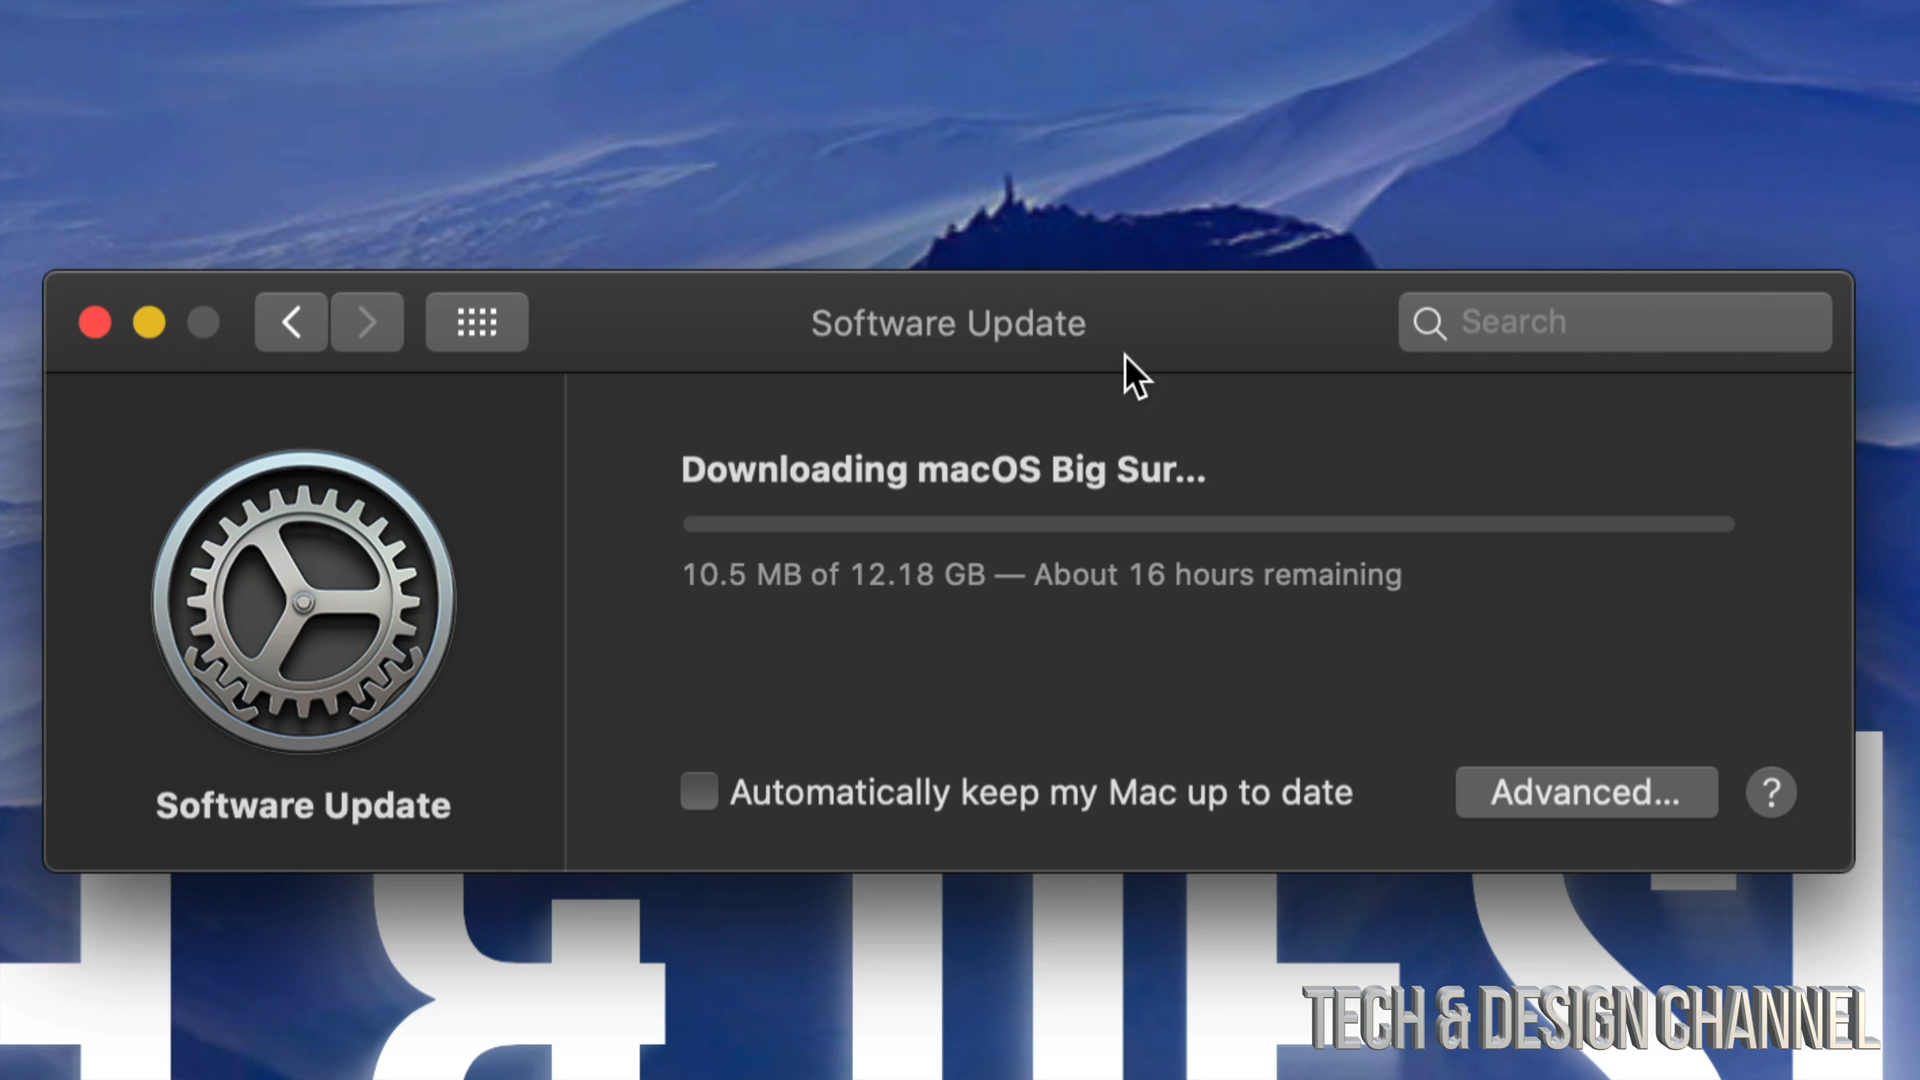 Software Update
Search
Downloading macOS Big Sur...
10.5 MB of 12.18 GB — About 16 hours remaining
Software Update
Automatically keep my Mac up to date
Advanced...
?
TECH & DESIGN CHANNEL